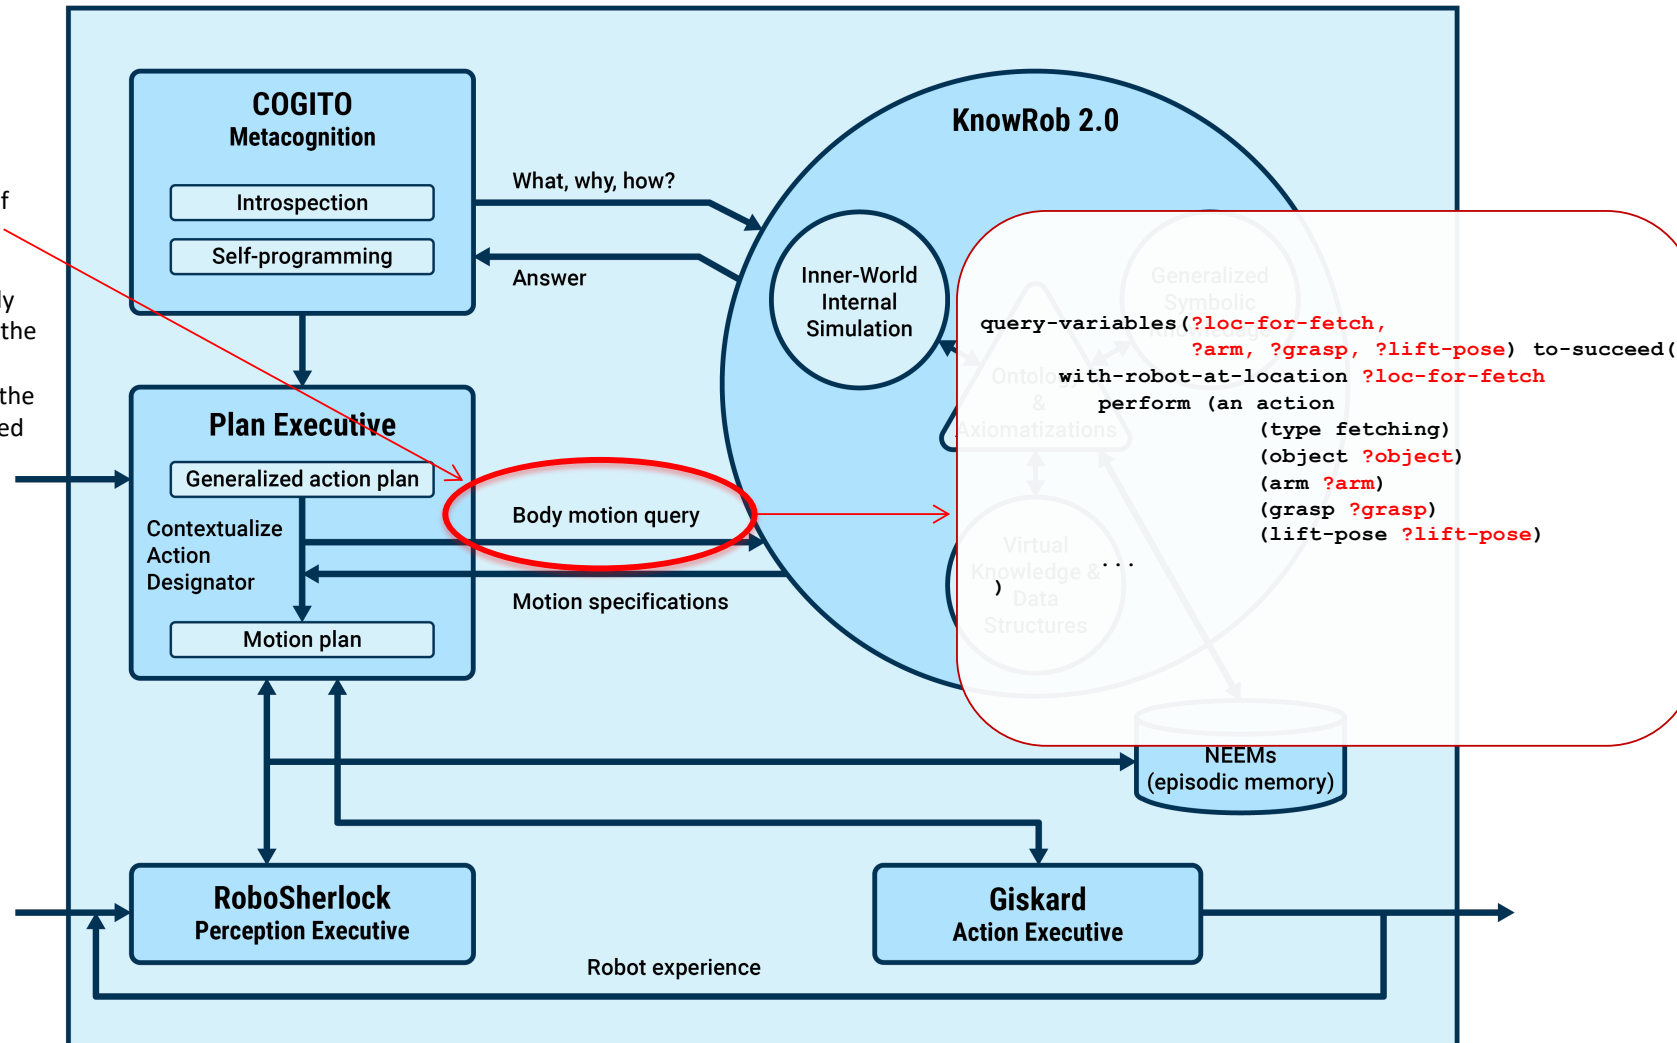 COGITO
Metacognition
Introspection
Self-programming
What, why, how?
Answer
KnowRob 2.0
Inner-World
Internal
Simulation
Generalized
Symbolic
Ontology
&
Axiomatizations
Virtual
Knowledge &
Data
Structures
query-variables(?loc-for-fetch,
?arm, ?grasp, ?lift-pose) to-succeed(
with-robot-at-location ?loc-for-fetch
perform (an action
(type fetching)
(object ?object)
(arm ?arm)
(grasp ?grasp)
(lift-pose ?lift-pose)
...
)
the
the
Plan Executive
Generalized action plan
Contextualize
Action
Designator
Motion plan
Body motion query
Motion specifications
NEEMs
(episodic memory)
RoboSherlock
Perception Executive
Giskard
Action Executive
Robot experience